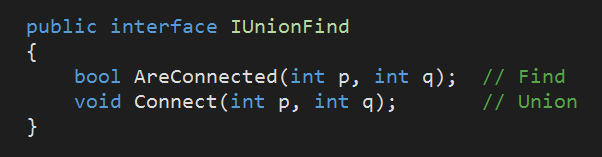 public interface IUnionFind
{
    bool AreConnected(int p, int q);  // Find
    void Connect(int p, int q);       // Union
}